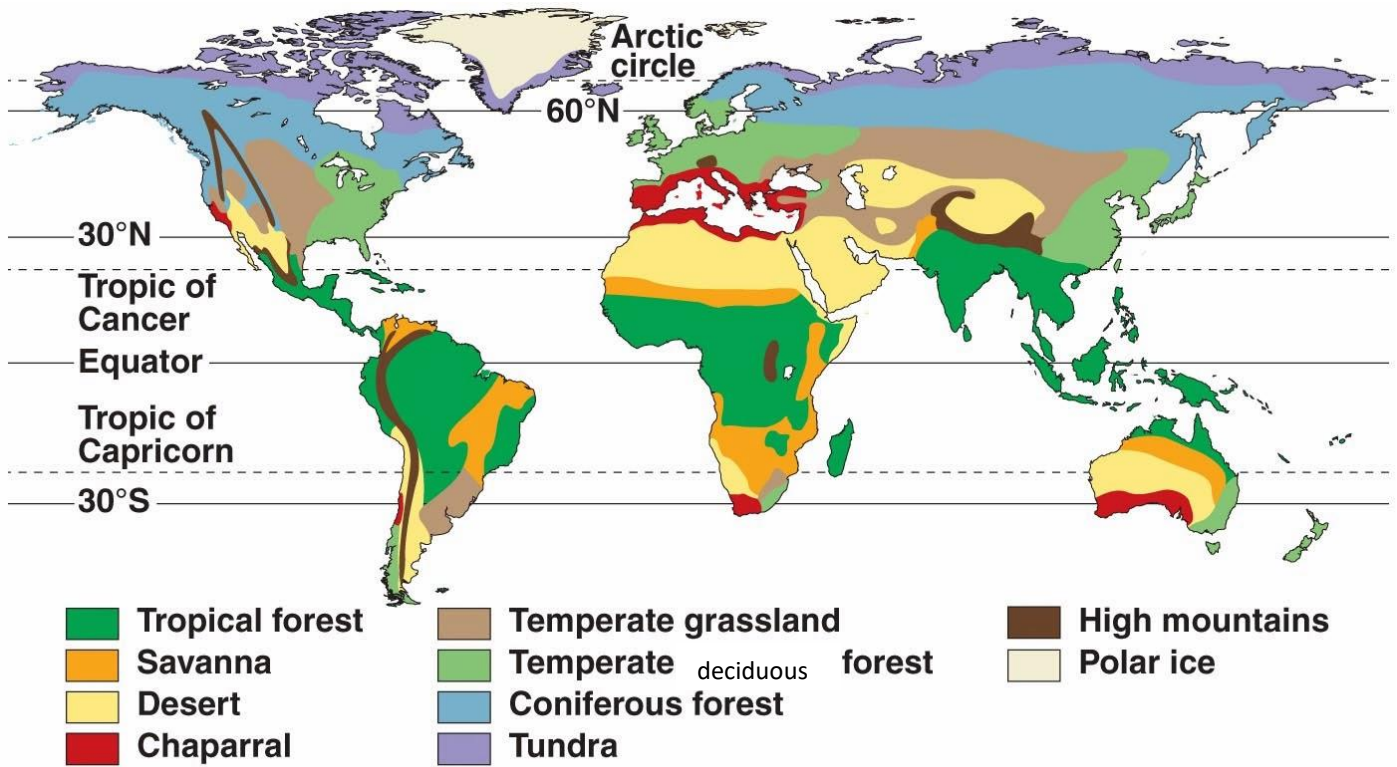 Arctic
circle
60°N
30°N
Tropic of
Cancer
Equator
Tropic of
Capricorn
30°S
Tropical forest
Savanna
Desert
Chaparral
Temperate grassland
Temperate deciduous forest
Coniferous forest
Tundra
High mountains
Polar ice